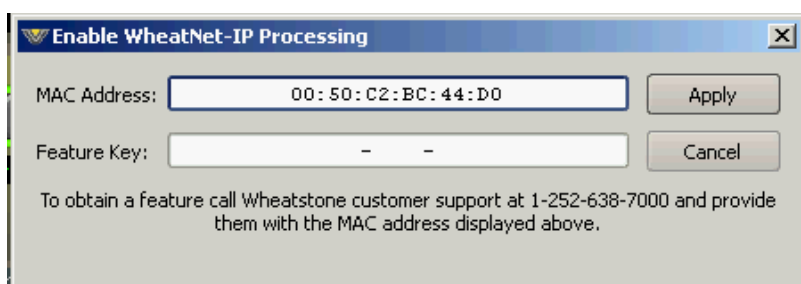 Enable WheatNet-IP Processing
MAC Address: 00:50:C2:BC:44:D0 Apply
Feature Key: - - Cancel
To obtain a feature call Wheatstone customer support at 1-252-638-7000 and provide
them with the MAC address displayed above.